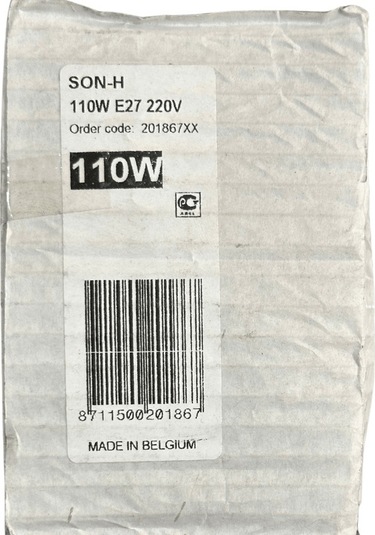 SON-H
110W E27 220V
Order code: 201867XX
110W
8711500201867
MADE IN BELGIUM